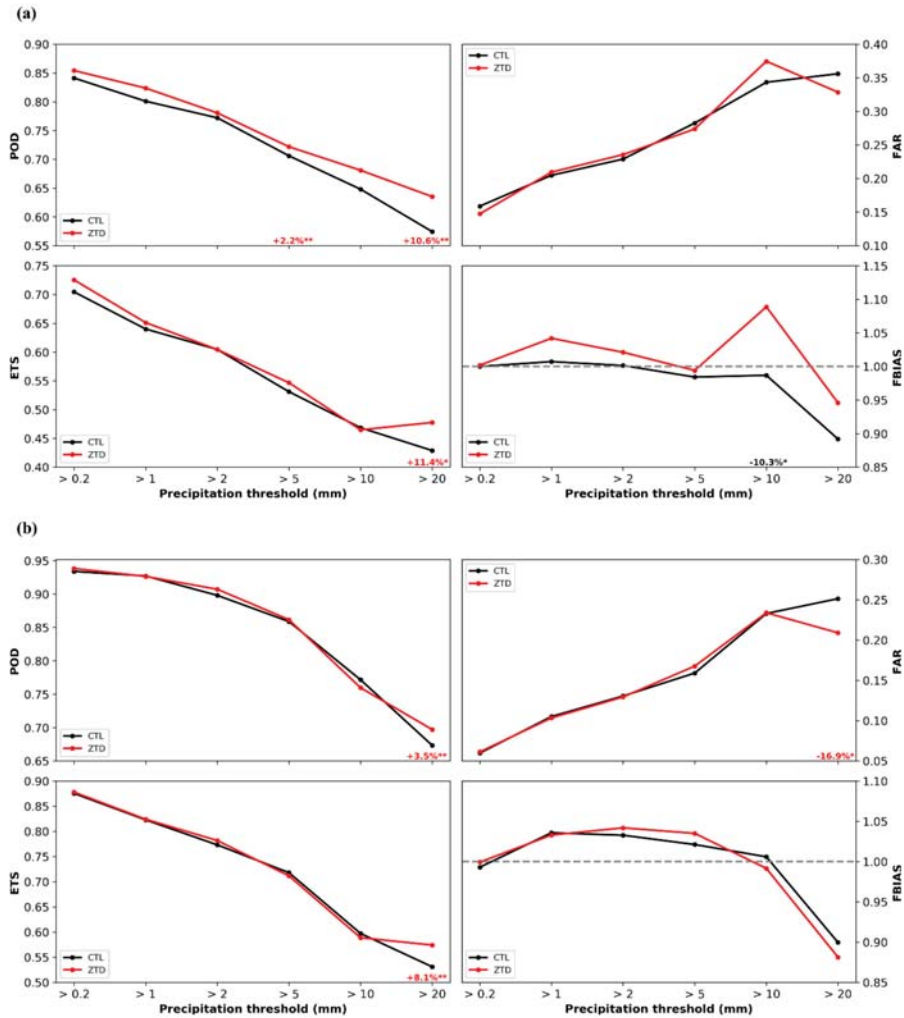 (a)
0.90
0.85
0.80
0.75
0.70
0.65
0.60
0.55
POD
CTL
ZTD
+2.2%**
+10.6%**
CTL
ZTD
0.40
0.35
0.30
0.25
0.20
0.15
0.10
FAR
0.75
0.70
0.65
0.60
0.55
0.50
0.45
0.40
ETS
CTL
ZTD
+11.4%*
> 0.2
> 1
> 2
> 5
> 10
> 20
Precipitation threshold (mm)
1.15
1.10
1.05
1.00
0.95
0.90
0.85
FBIAS
CTL
ZTD
-10.3%*
> 0.2
> 1
> 2
> 5
> 10
> 20
Precipitation threshold (mm)
(b)
0.95
0.90
0.85
0.80
0.75
0.70
0.65
POD
CTL
ZTD
+3.5%**
CTL
ZTD
0.30
0.25
0.20
0.15
0.10
0.05
FAR
-16.9%*
0.90
0.85
0.80
0.75
0.70
0.65
0.60
0.55
0.50
ETS
CTL
ZTD
+8.1%**
> 0.2
> 1
> 2
> 5
> 10
> 20
Precipitation threshold (mm)
1.10
1.05
1.00
0.95
0.90
0.85
FBIAS
CTL
ZTD
> 0.2
> 1
> 2
> 5
> 10
> 20
Precipitation threshold (mm)